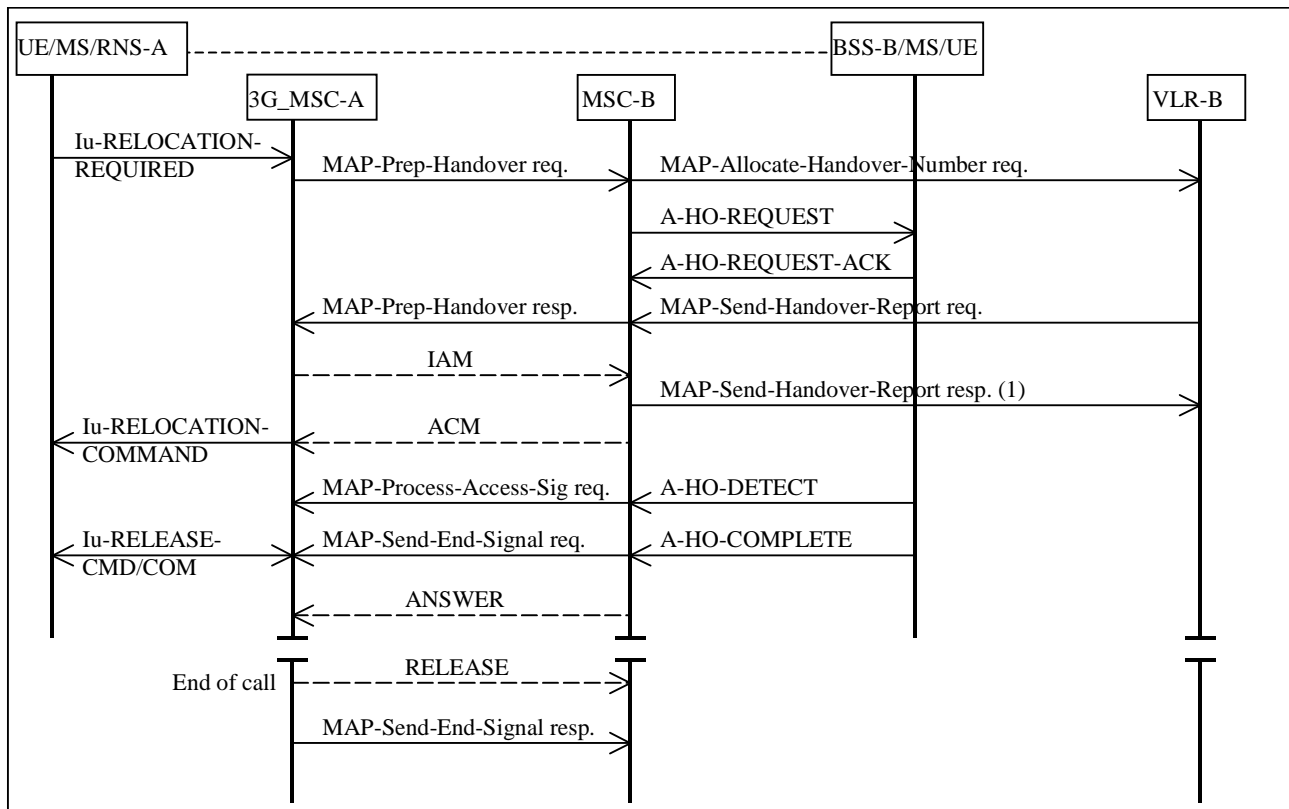 UE/MS/RNS-A
BSS-B/MS/UE
3G_MSC-A
MSC-B
VLR-B
Iu-RELOCATION-
REQUIRED
MAP-Prep-Handover req.
MAP-Allocate-Handover-Number req.
A-HO-REQUEST
A-HO-REQUEST-ACK
MAP-Prep-Handover resp.
MAP-Send-Handover-Report req.
IAM
MAP-Send-Handover-Report resp. (1)
Iu-RELOCATION-
COMMAND
ACM
MAP-Process-Access-Sig req.
A-HO-DETECT
Iu-RELEASE-
CMD/COM
MAP-Send-End-Signal req.
A-HO-COMPLETE
ANSWER
End of call
RELEASE
MAP-Send-End-Signal resp.